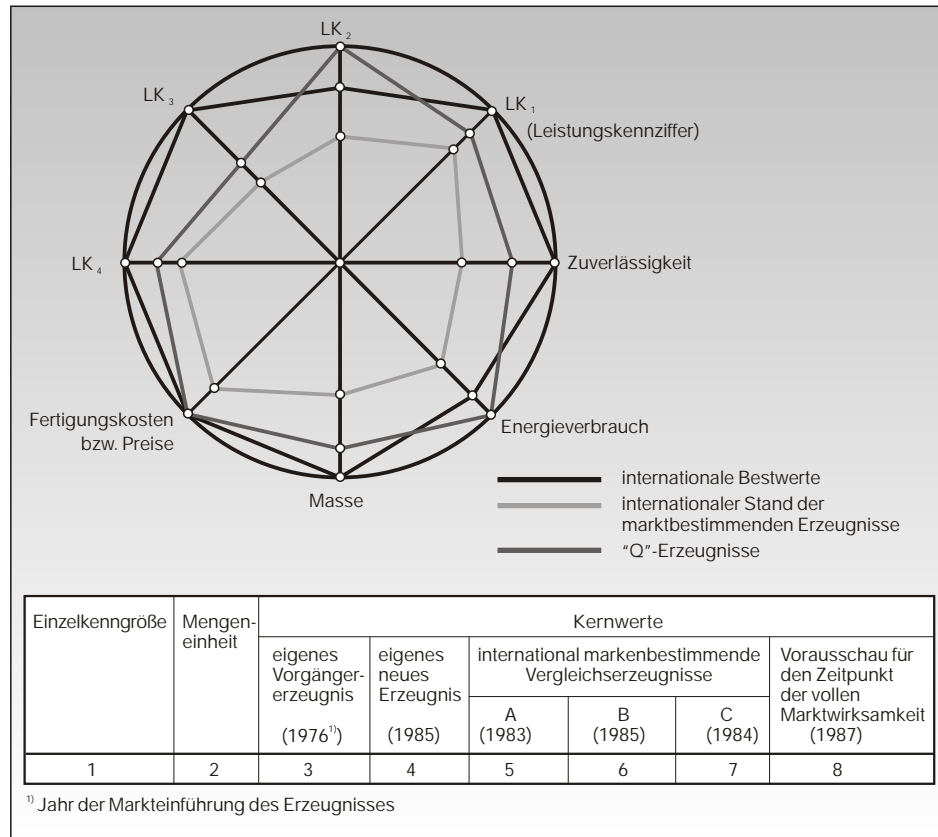 LK₂
LK₃
LK₁
(Leistungskennziffer)
LK₄
Zuverlässigkeit
Fertigungskosten
bzw. Preise
Energieverbrauch
Masse
internationale Bestwerte
internationaler Stand der
marktbestimmenden Erzeugnisse
"Q"-Erzeugnisse
Einzelkenngröße
Mengen-
einheit
Kernwerte
eigenes
Vorgänger-
erzeugnis
(1976¹⁾)
eigenes
neues
Erzeugnis
(1985)
international markenbestimmende
Vergleichserzeugnisse
A
(1983)
B
(1985)
C
(1984)
Vorausschau für
den Zeitpunkt
der vollen
Marktwirksamkeit
(1987)
1 2 3 4 5 6 7 8
¹⁾ Jahr der Markteinführung des Erzeugnisses